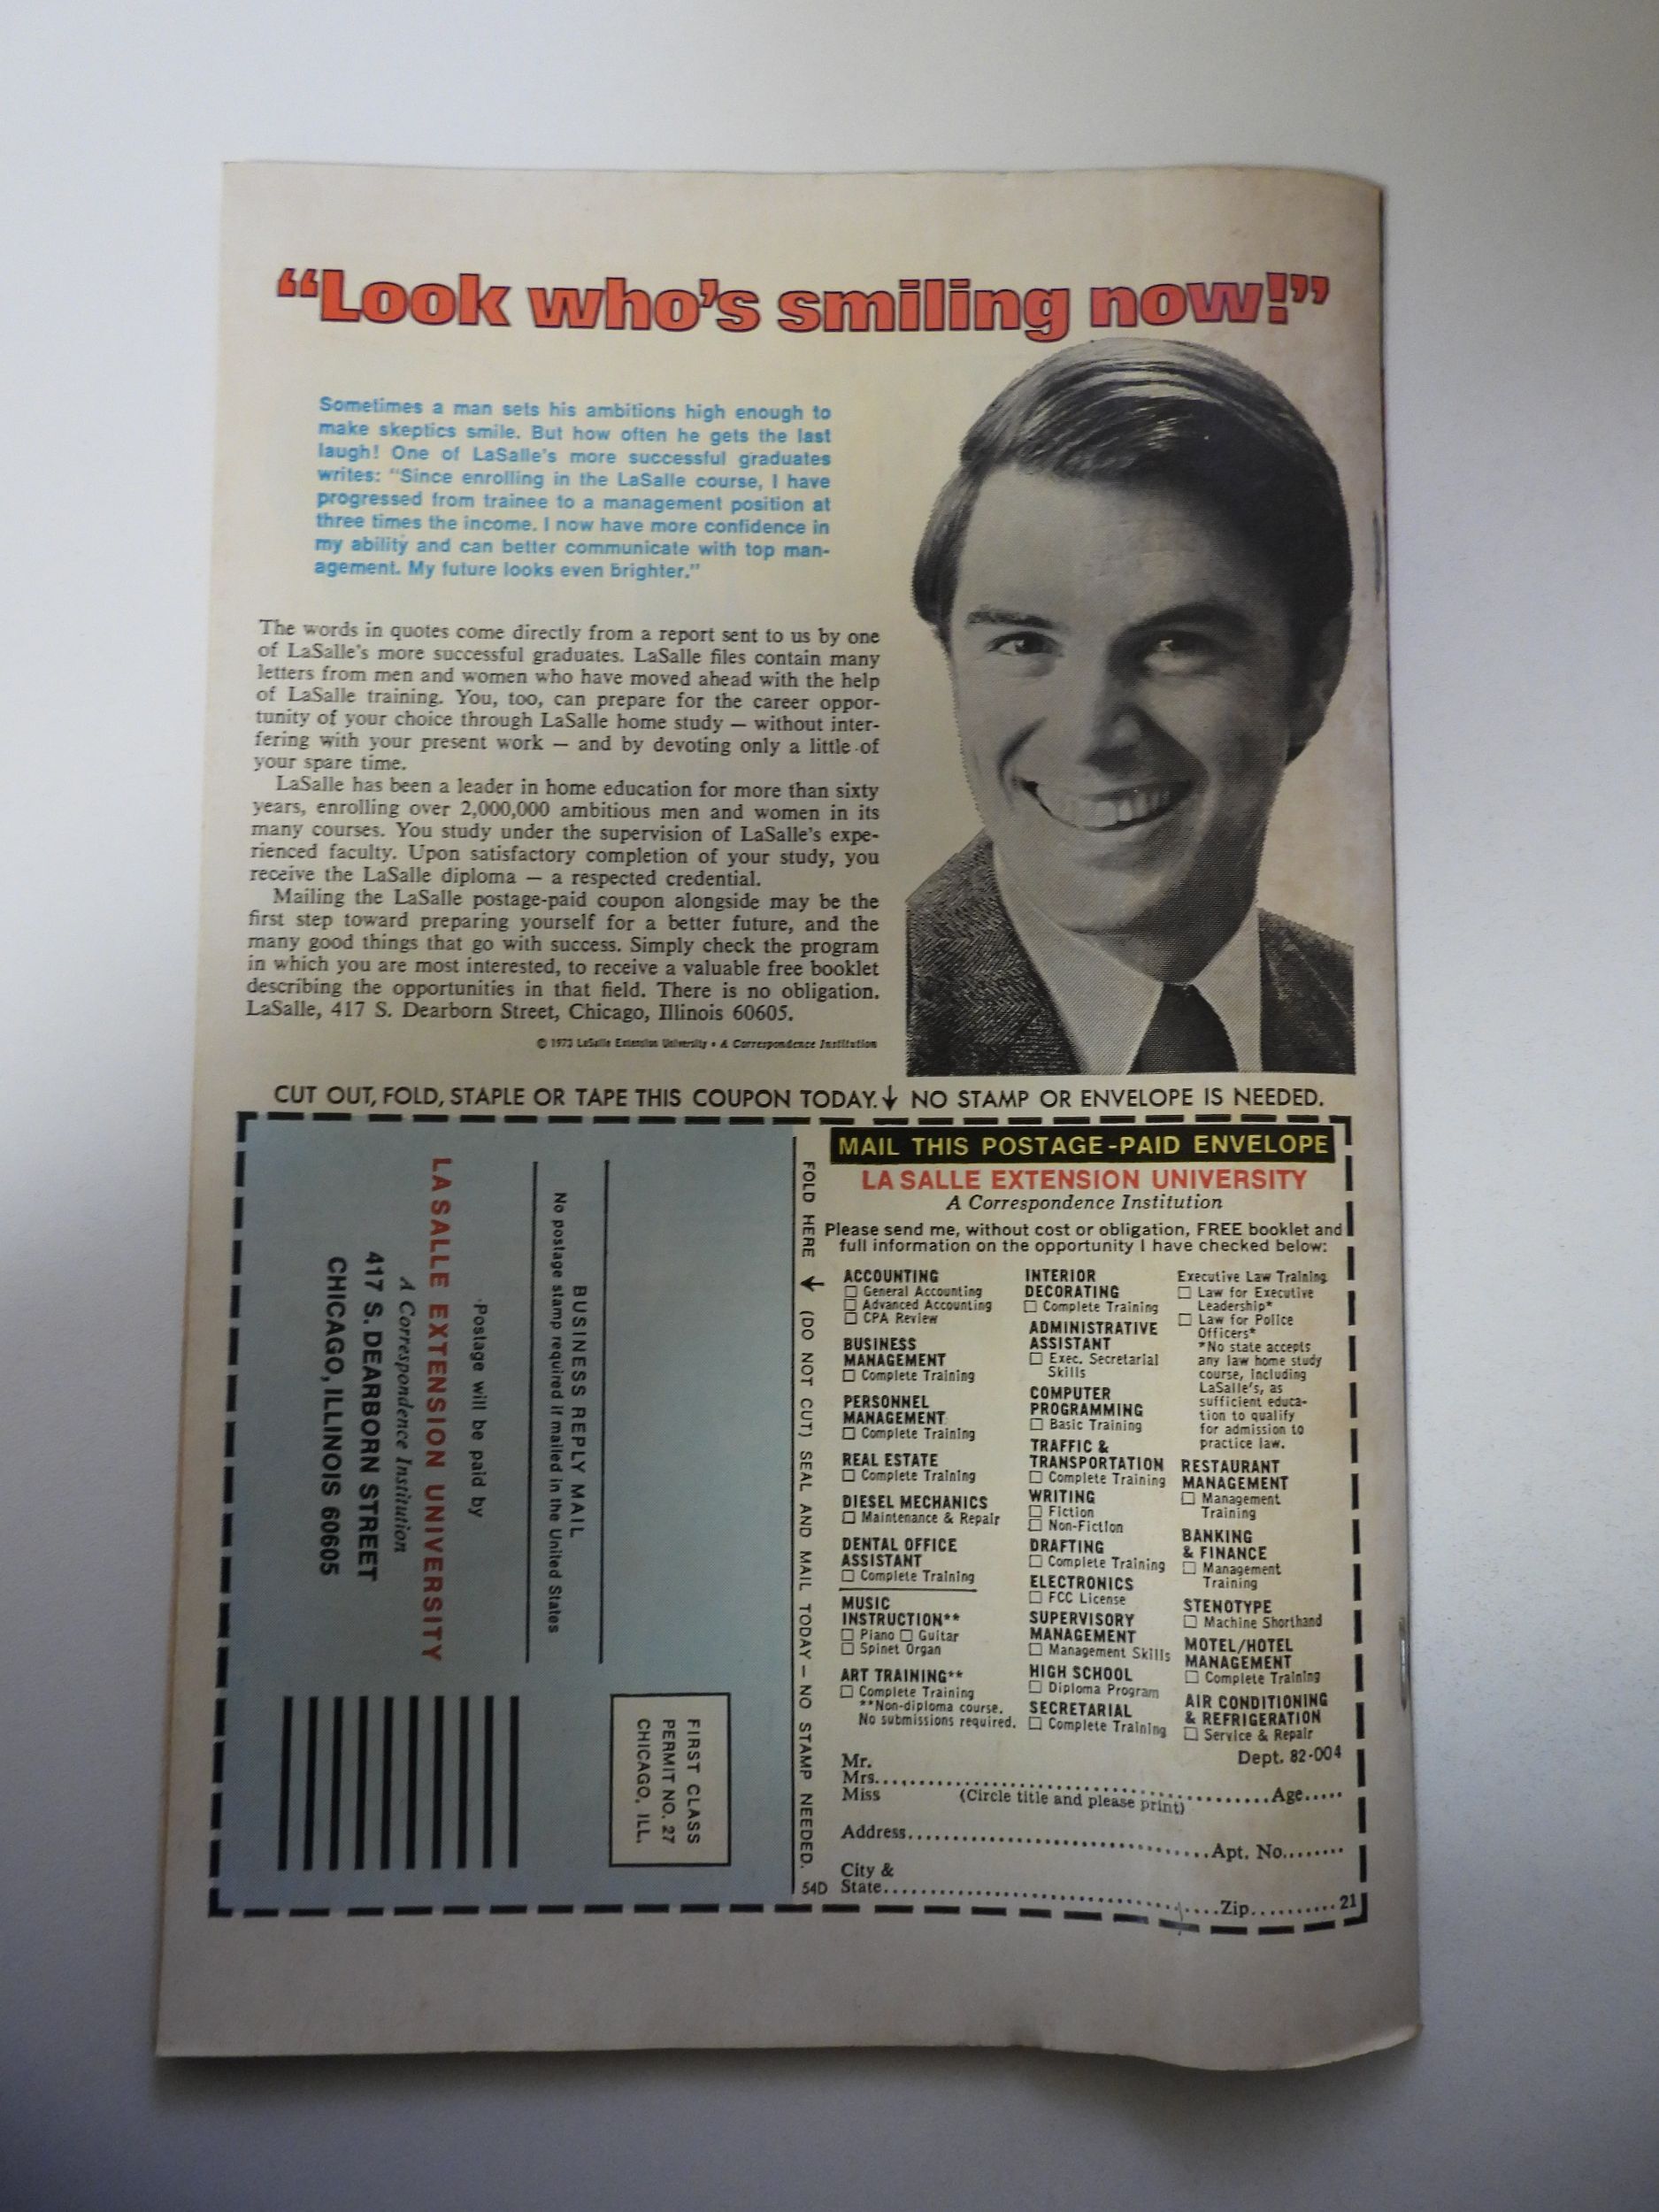 “Look who’s smiling now!”
Sometimes a man sets his ambitions high enough to
make skeptics smile. But how often he gets the last
laugh! One of LaSalle’s more successful graduates
writes: “Since enrolling in the LaSalle course, I have
progressed from trainee to a management position at
three times the income. I now have more confidence in
my ability and can better communicate with top man-
agement. My future looks even brighter.”
The words in quotes come directly from a report sent to us by one
of LaSalle’s more successful graduates. LaSalle files contain many
letters from men and women who have moved ahead with the help
of LaSalle training. You, too, can prepare for the career oppor-
tunity of your choice through LaSalle home study — without inter-
fering with your present work — and by devoting only a little of
your spare time.
LaSalle has been a leader in home education for more than sixty
years, enrolling over 2,000,000 ambitious men and women in its
many courses. You study under the supervision of LaSalle’s expe-
rienced faculty. Upon satisfactory completion of your study, you
receive the LaSalle diploma — a respected credential.
Mailing the LaSalle postage-paid coupon alongside may be the
first step toward preparing yourself for a better future, and the
many good things that go with success. Simply check the program
in which you are most interested, to receive a valuable free booklet
describing the opportunities in that field. There is no obligation.
LaSalle, 417 S. Dearborn Street, Chicago, Illinois 60605.
© 1973 LaSalle Extension University • A Correspondence Institution
CUT OUT, FOLD, STAPLE OR TAPE THIS COUPON TODAY.↓ NO STAMP OR ENVELOPE IS NEEDED.
FIRST CLASS
PERMIT NO. 27
CHICAGO, ILL.
BUSINESS REPLY MAIL
No postage stamp required if mailed in the United States
Postage will be paid by
LA SALLE EXTENSION UNIVERSITY
A Correspondence Institution
417 S. DEARBORN STREET
CHICAGO, ILLINOIS 60605
FOLD HERE → (DO NOT CUT) SEAL AND MAIL TODAY — NO STAMP NEEDED.
54D
MAIL THIS POSTAGE-PAID ENVELOPE
LA SALLE EXTENSION UNIVERSITY
A Correspondence Institution
Please send me, without cost or obligation, FREE booklet and
full information on the opportunity I have checked below:
ACCOUNTING
☐ General Accounting
☐ Advanced Accounting
☐ CPA Review
BUSINESS
MANAGEMENT
☐ Complete Training
PERSONNEL
MANAGEMENT
☐ Complete Training
REAL ESTATE
☐ Complete Training
DIESEL MECHANICS
☐ Maintenance & Repair
DENTAL OFFICE
ASSISTANT
☐ Complete Training
MUSIC
INSTRUCTION**
☐ Piano ☐ Guitar
☐ Spinet Organ
ART TRAINING**
☐ Complete Training
**Non-diploma course.
No submissions required.
INTERIOR
DECORATING
☐ Complete Training
ADMINISTRATIVE
ASSISTANT
☐ Exec. Secretarial
Skills
COMPUTER
PROGRAMMING
☐ Basic Training
TRAFFIC &
TRANSPORTATION
☐ Complete Training
WRITING
☐ Fiction
☐ Non-Fiction
DRAFTING
☐ Complete Training
ELECTRONICS
☐ FCC License
SUPERVISORY
MANAGEMENT
☐ Management Skills
HIGH SCHOOL
☐ Diploma Program
SECRETARIAL
☐ Complete Training
Executive Law Training
☐ Law for Executive
Leadership*
☐ Law for Police
Officers*
*No state accepts
any law home study
course, including
LaSalle’s, as
sufficient educa-
tion to qualify
for admission to
practice law.
RESTAURANT
MANAGEMENT
☐ Management
Training
BANKING
& FINANCE
☐ Management
Training
STENOTYPE
☐ Machine Shorthand
MOTEL/HOTEL
MANAGEMENT
☐ Complete Training
AIR CONDITIONING
& REFRIGERATION
☐ Service & Repair
Dept. 82-004
Mr.
Mrs.......... Age.....
Miss (Circle title and please print)
Address.......... Apt. No........
City &
State.......... Zip.......... 21